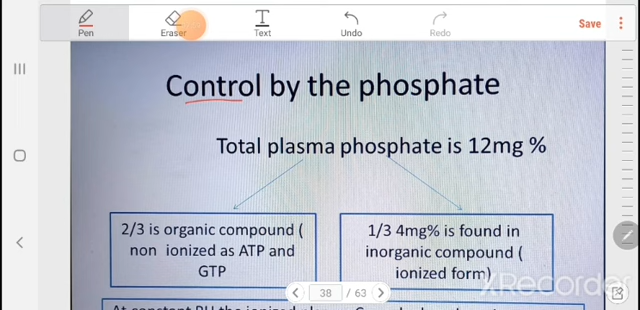 Pen
Eraser
Text
Undo
Redo
Save
Control by the phosphate
Total plasma phosphate is 12mg %
2/3 is organic compound (
non ionized as ATP and
GTP
1/3 4mg% is found in
inorganic compound (
ionized form)
38 / 63
XRecorder